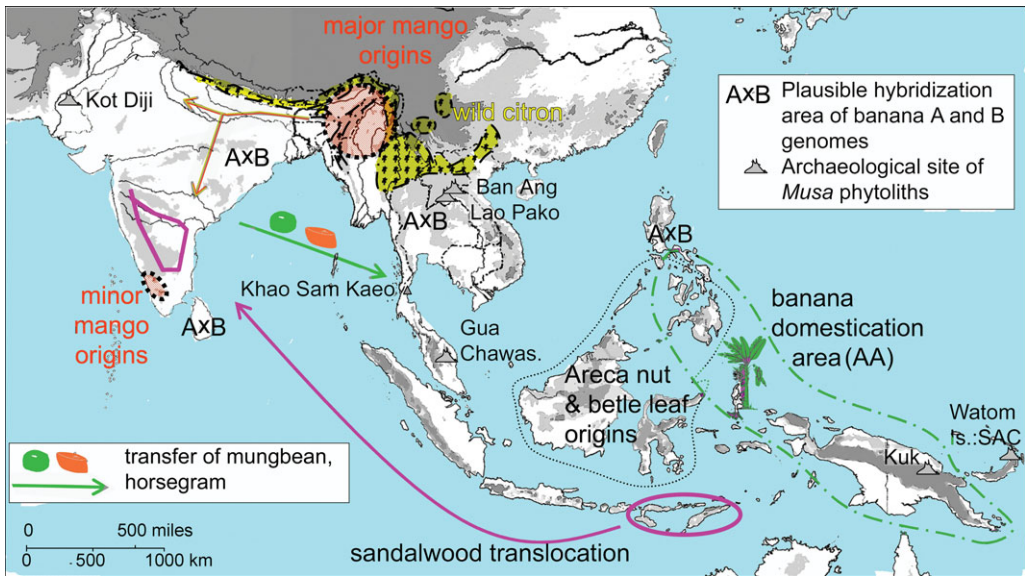 major mango
origins
Kot Diji
wild citron
AxB
Plausible hybridization
area of banana A and B
genomes
Archaeological site of
Musa phytoliths
AxB
Ban Ang
Lao Pako
AxB
AxB
Khao Sam Kaeo
minor
mango
origins
AxB
Gua
Chawas.
banana
domestication
area (AA)
Areca nut
& betle leaf
origins
Watom
Is.:SAC
Kuk
transfer of mungbean,
horsegram
0 500 miles
0 500 1000 km
sandalwood translocation